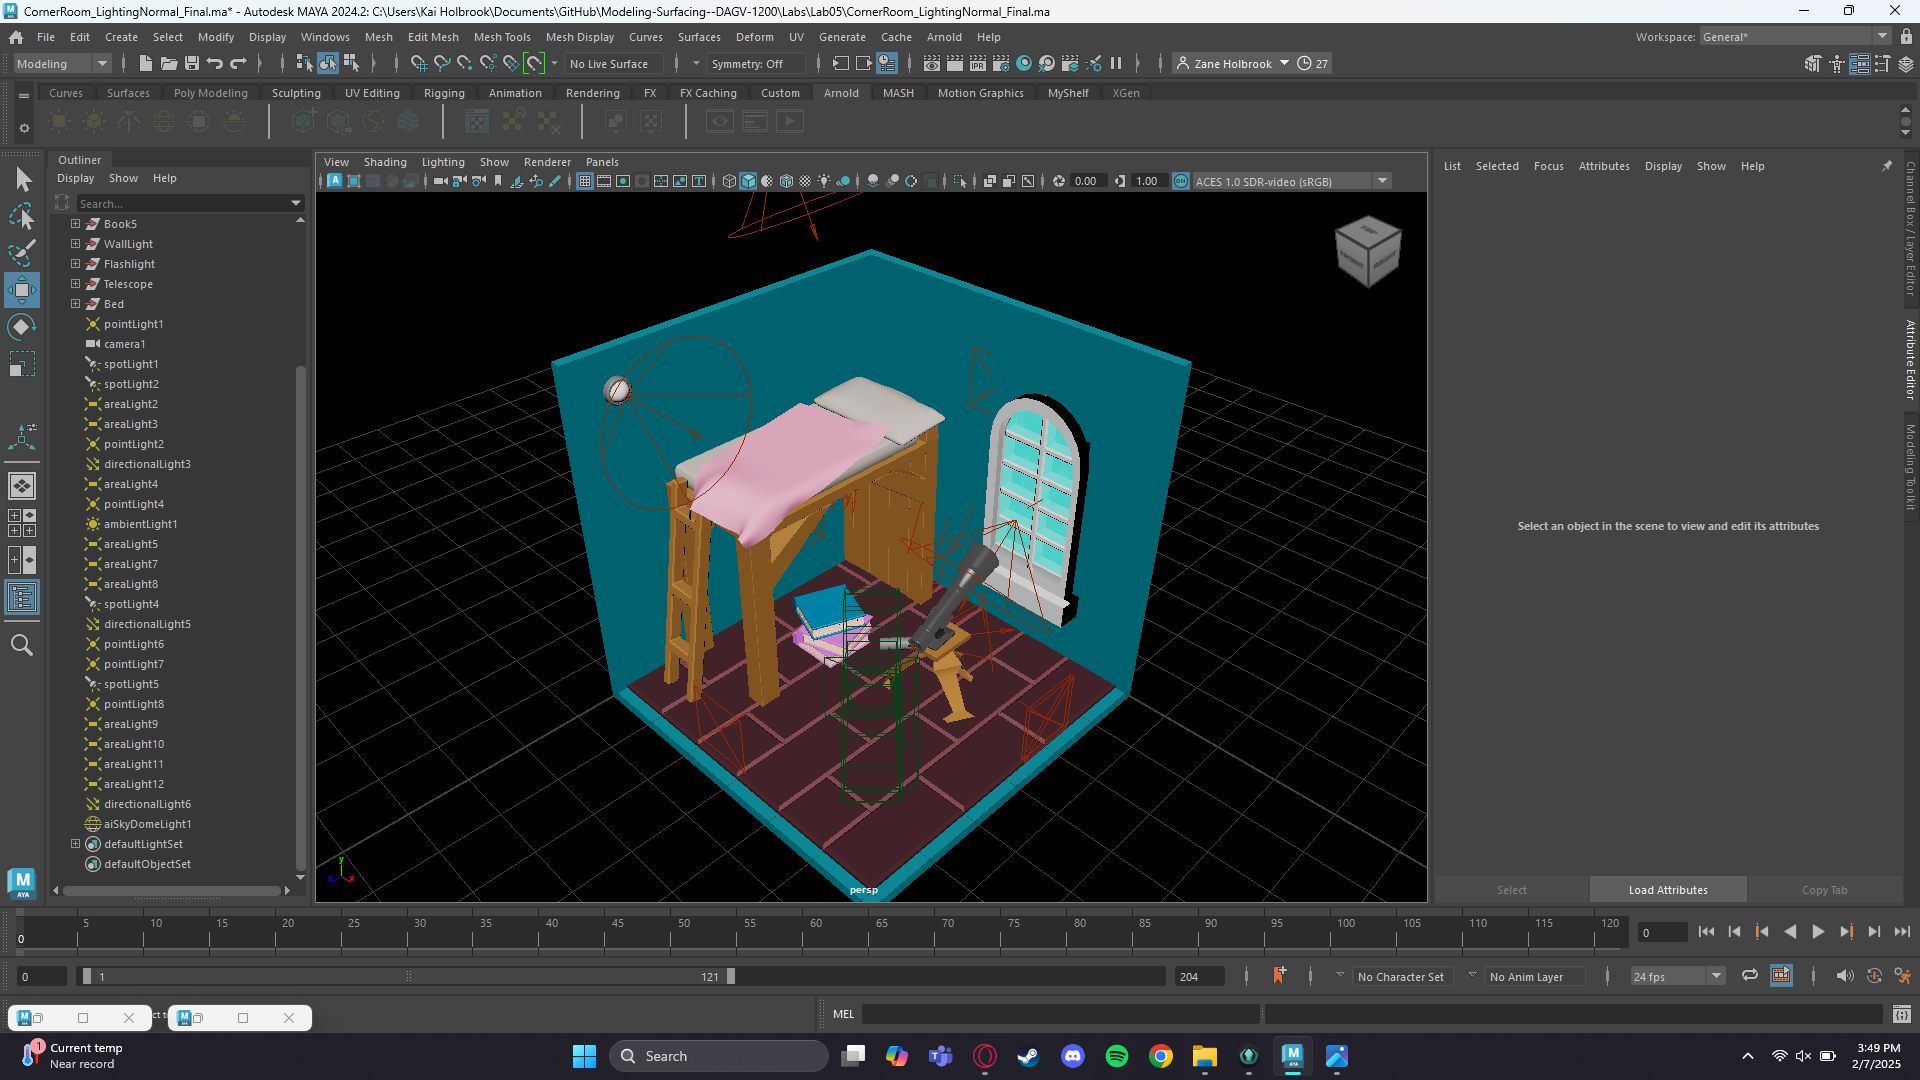 CornerRoom_LightingNormal_Final.ma* - Autodesk MAYA 2024.2: C:\Users\Kai Holbrook\Documents\GitHub\Modeling-Surfacing--DAGV-1200\Labs\Lab05\CornerRoom_LightingNormal_Final.ma
File Edit Create Select Modify Display Windows Mesh Edit Mesh Mesh Tools Mesh Display Curves Surfaces Deform UV Generate Cache Arnold Help
Workspace: General*
Modeling
No Live Surface
Symmetry: Off
IPR
Zane Holbrook
27
Curves Surfaces Poly Modeling Sculpting UV Editing Rigging Animation Rendering FX FX Caching Custom Arnold MASH Motion Graphics MyShelf XGen
Outliner
Display Show Help
Search...
Book5
WallLight
Flashlight
Telescope
Bed
pointLight1
camera1
spotLight1
spotLight2
areaLight2
areaLight3
pointLight2
directionalLight3
areaLight4
pointLight4
ambientLight1
areaLight5
areaLight7
areaLight8
spotLight4
directionalLight5
pointLight6
pointLight7
spotLight5
pointLight8
areaLight9
areaLight10
areaLight11
areaLight12
directionalLight6
aiSkyDomeLight1
defaultLightSet
defaultObjectSet
View Shading Lighting Show Renderer Panels
0.00
1.00
ACES 1.0 SDR-video (sRGB)
TOP
FRONT
RIGHT
y
z
x
persp
List Selected Focus Attributes Display Show Help
Select an object in the scene to view and edit its attributes
Select
Load Attributes
Copy Tab
Channel Box / Layer Editor
Attribute Editor
Modeling Toolkit
M
AYA
0
5 10 15 20 25 30 35 40 45 50 55 60 65 70 75 80 85 90 95 100 105 110 115 120
0
0
1
121
204
No Character Set
No Anim Layer
24 fps
ct t
MEL
1
Current temp
Near record
Search
3:49 PM
2/7/2025